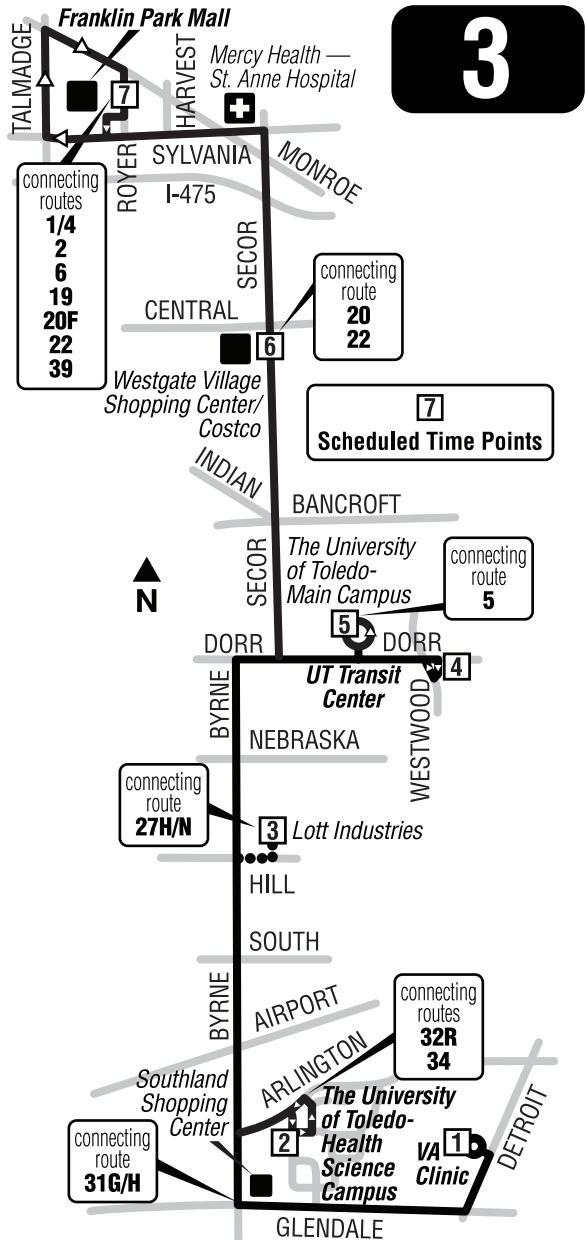 3
Franklin Park Mall
TALMADGE
HARVEST
Mercy Health —
St. Anne Hospital
7
ROYER
SYLVANIA
MONROE
I-475
connecting
routes
1/4
2
6
19
20F
22
39
SECOR
connecting
route
20
22
CENTRAL
6
Westgate Village
Shopping Center/
Costco
7
Scheduled Time Points
INDIAN
BANCROFT
SECOR
The University
of Toledo-
Main Campus
connecting
route
5
N
5
DORR
DORR
4
UT Transit
Center
BYRNE
WESTWOOD
NEBRASKA
connecting
route
27H/N
3
Lott Industries
HILL
SOUTH
BYRNE
AIRPORT
connecting
routes
32R
34
ARLINGTON
Southland
Shopping
Center
The University
of Toledo-
Health
Science
Campus
2
VA
Clinic
1
DETROIT
connecting
route
31G/H
GLENDALE